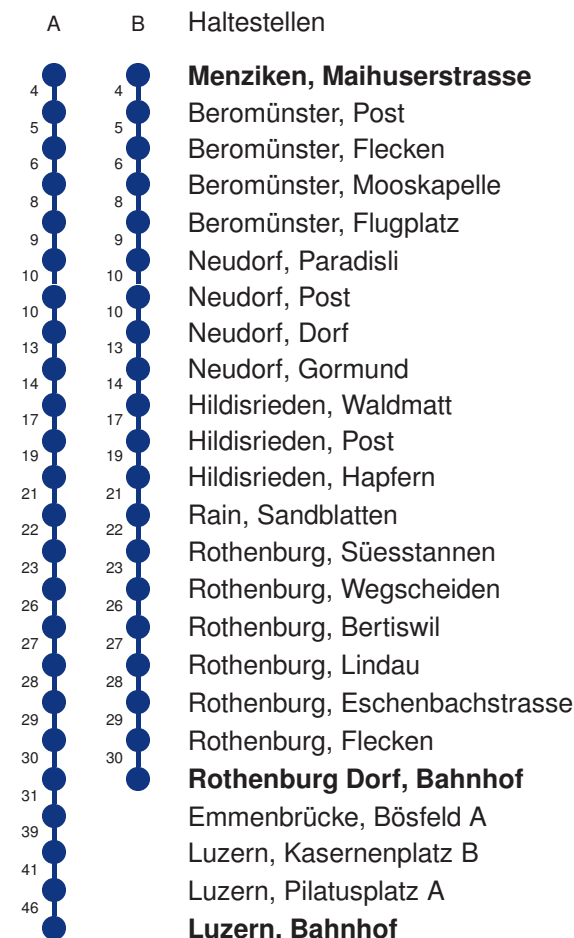 A B Haltestellen
Menziken, Maihuserstrasse
4 4
Beromünster, Post
5 5
Beromünster, Flecken
6 6
Beromünster, Mooskapelle
8 8
Beromünster, Flugplatz
9 9
Neudorf, Paradisli
10 10
Neudorf, Post
10 10
Neudorf, Dorf
13 13
Neudorf, Gormund
14 14
Hildisrieden, Waldmatt
17 17
Hildisrieden, Post
19 19
Hildisrieden, Hapfern
21 21
Rain, Sandblatten
22 22
Rothenburg, Süesstannen
23 23
Rothenburg, Wegscheiden
26 26
Rothenburg, Bertiswil
27 27
Rothenburg, Lindau
28 28
Rothenburg, Eschenbachstrasse
29 29
Rothenburg, Flecken
30 30
Rothenburg Dorf, Bahnhof
31
Emmenbrücke, Bösfeld A
39
Luzern, Kasernenplatz B
41
Luzern, Pilatusplatz A
46
Luzern, Bahnhof